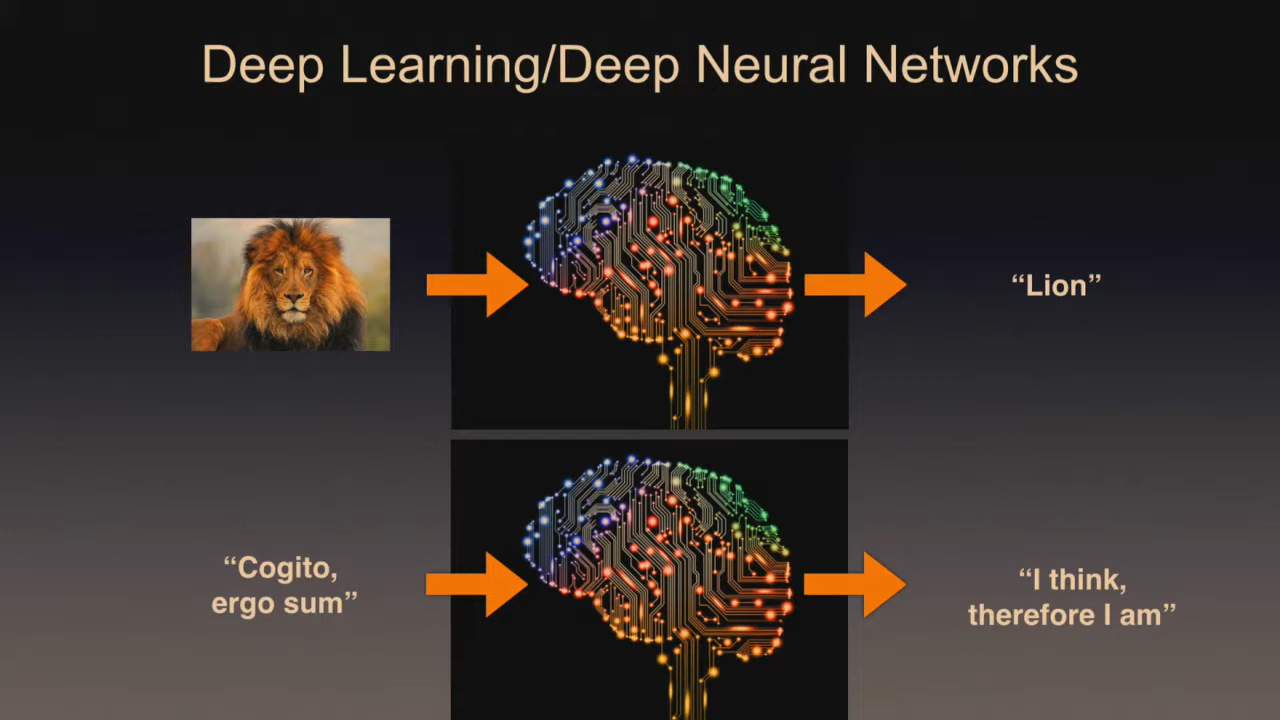 Deep Learning/Deep Neural Networks
“Lion”
“Cogito,
ergo sum”
“I think,
therefore I am”